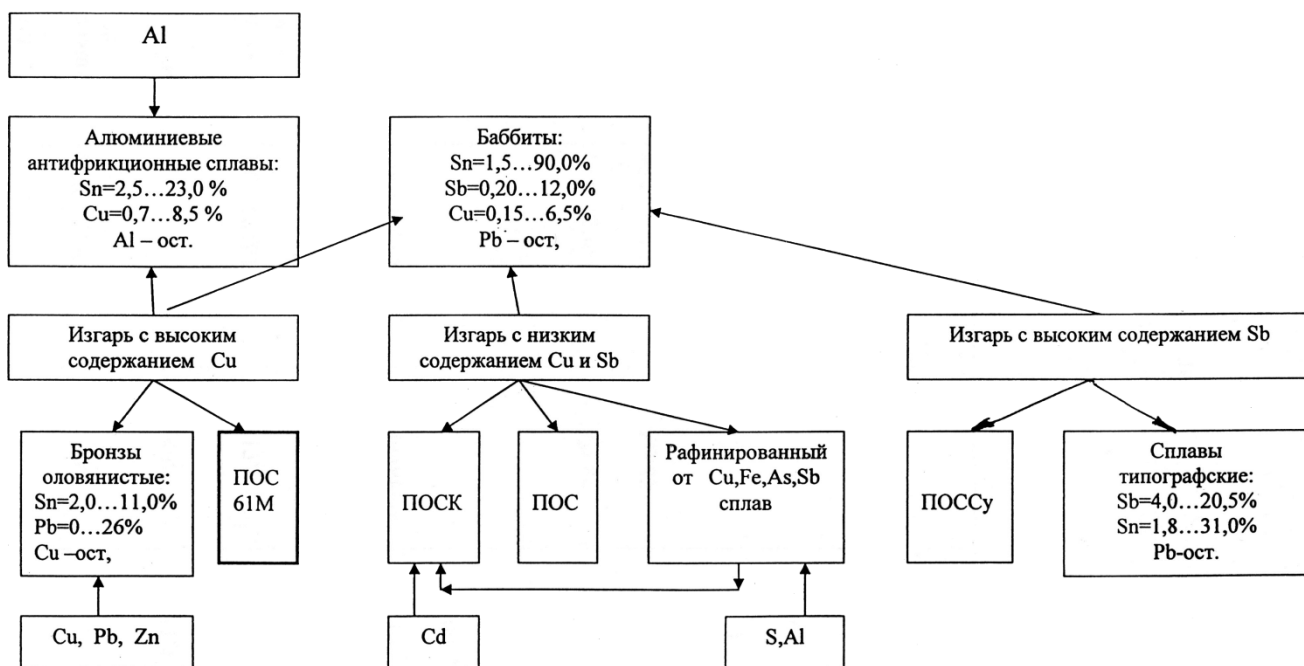 Al
Алюминиевые
антифрикционные сплавы:
Sn=2,5...23,0 %
Cu=0,7...8,5 %
Al – ост.
Баббиты:
Sn=1,5...90,0%
Sb=0,20...12,0%
Cu=0,15...6,5%
Pb – ост,
Изгарь с высоким
содержанием Cu
Изгарь с низким
содержанием Cu и Sb
Изгарь с высоким содержанием Sb
Бронзы
оловянистые:
Sn=2,0...11,0%
Pb=0...26%
Cu –ост,
ПОС
61М
ПОСК
ПОС
Рафинированный
от Cu,Fe,As,Sb
сплав
ПОССу
Сплавы
типографские:
Sb=4,0...20,5%
Sn=1,8...31,0%
Pb-ост.
Cu, Pb, Zn
Cd
S,Al